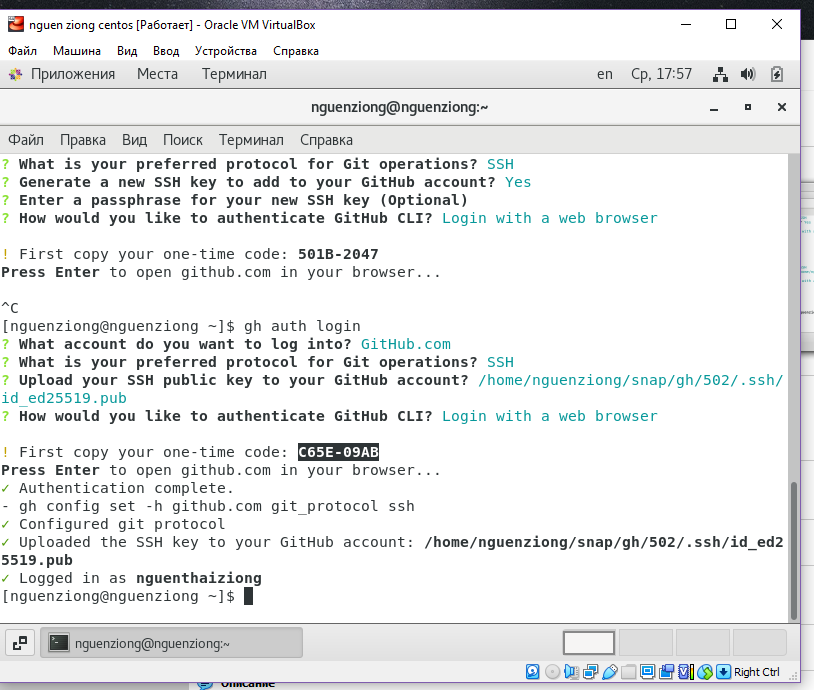 nguen ziong centos [Работает] - Oracle VM VirtualBox
Файл Машина Вид Ввод Устройства Справка
Приложения Места Терминал en Ср, 17:57
nguenziong@nguenziong:~
Файл Правка Вид Поиск Терминал Справка
? What is your preferred protocol for Git operations? SSH
? Generate a new SSH key to add to your GitHub account? Yes
? Enter a passphrase for your new SSH key (Optional)
? How would you like to authenticate GitHub CLI? Login with a web browser
! First copy your one-time code: 501B-2047
Press Enter to open github.com in your browser...
^C
[nguenziong@nguenziong ~]$ gh auth login
? What account do you want to log into? GitHub.com
? What is your preferred protocol for Git operations? SSH
? Upload your SSH public key to your GitHub account? /home/nguenziong/snap/gh/502/.ssh/
id_ed25519.pub
? How would you like to authenticate GitHub CLI? Login with a web browser
! First copy your one-time code: C65E-09AB
Press Enter to open github.com in your browser...
✓ Authentication complete.
- gh config set -h github.com git_protocol ssh
✓ Configured git protocol
✓ Uploaded the SSH key to your GitHub account: /home/nguenziong/snap/gh/502/.ssh/id_ed2
5519.pub
✓ Logged in as nguenthaiziong
[nguenziong@nguenziong ~]$
nguenziong@nguenziong:~
Right Ctrl
Описание